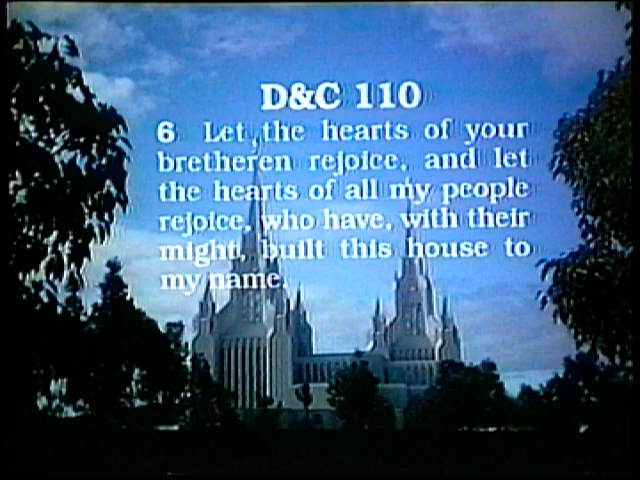 D&C 110
6 Let the hearts of your
bretheren rejoice, and let
the hearts of all my people
rejoice, who have, with their
might, built this house to
my name.